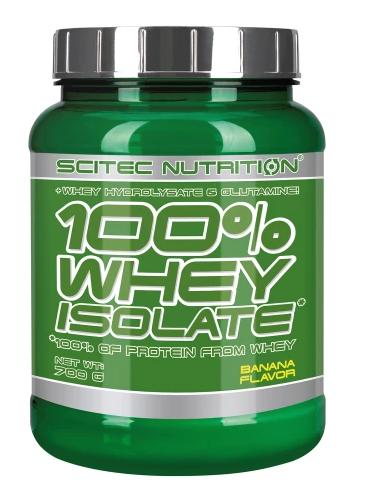 SCITEC NUTRITION®
+WHEY HYDROLYSATE & GLUTAMINE!
100%
WHEY
ISOLATE*
*100% OF PROTEIN FROM WHEY
NET WT:
700 G
BANANA
FLAVOR